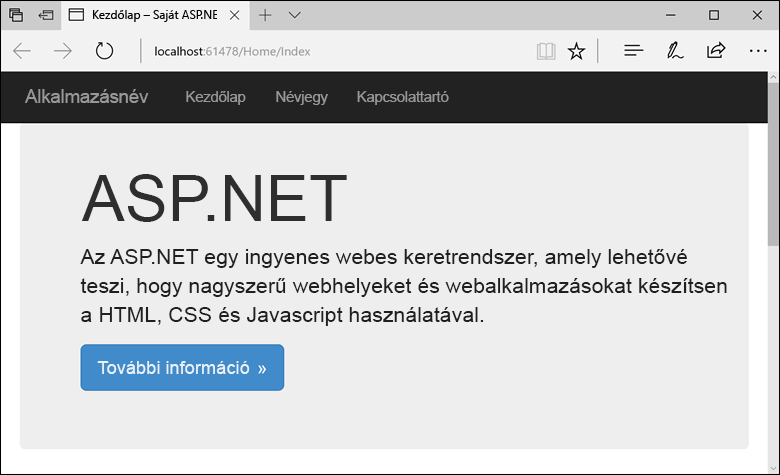 Kezdőlap – Saját ASP.NE
localhost:61478/Home/Index
Alkalmazásnév Kezdőlap Névjegy Kapcsolattartó
ASP.NET
Az ASP.NET egy ingyenes webes keretrendszer, amely lehetővé
teszi, hogy nagyszerű webhelyeket és webalkalmazásokat készítsen
a HTML, CSS és Javascript használatával.
További információ »